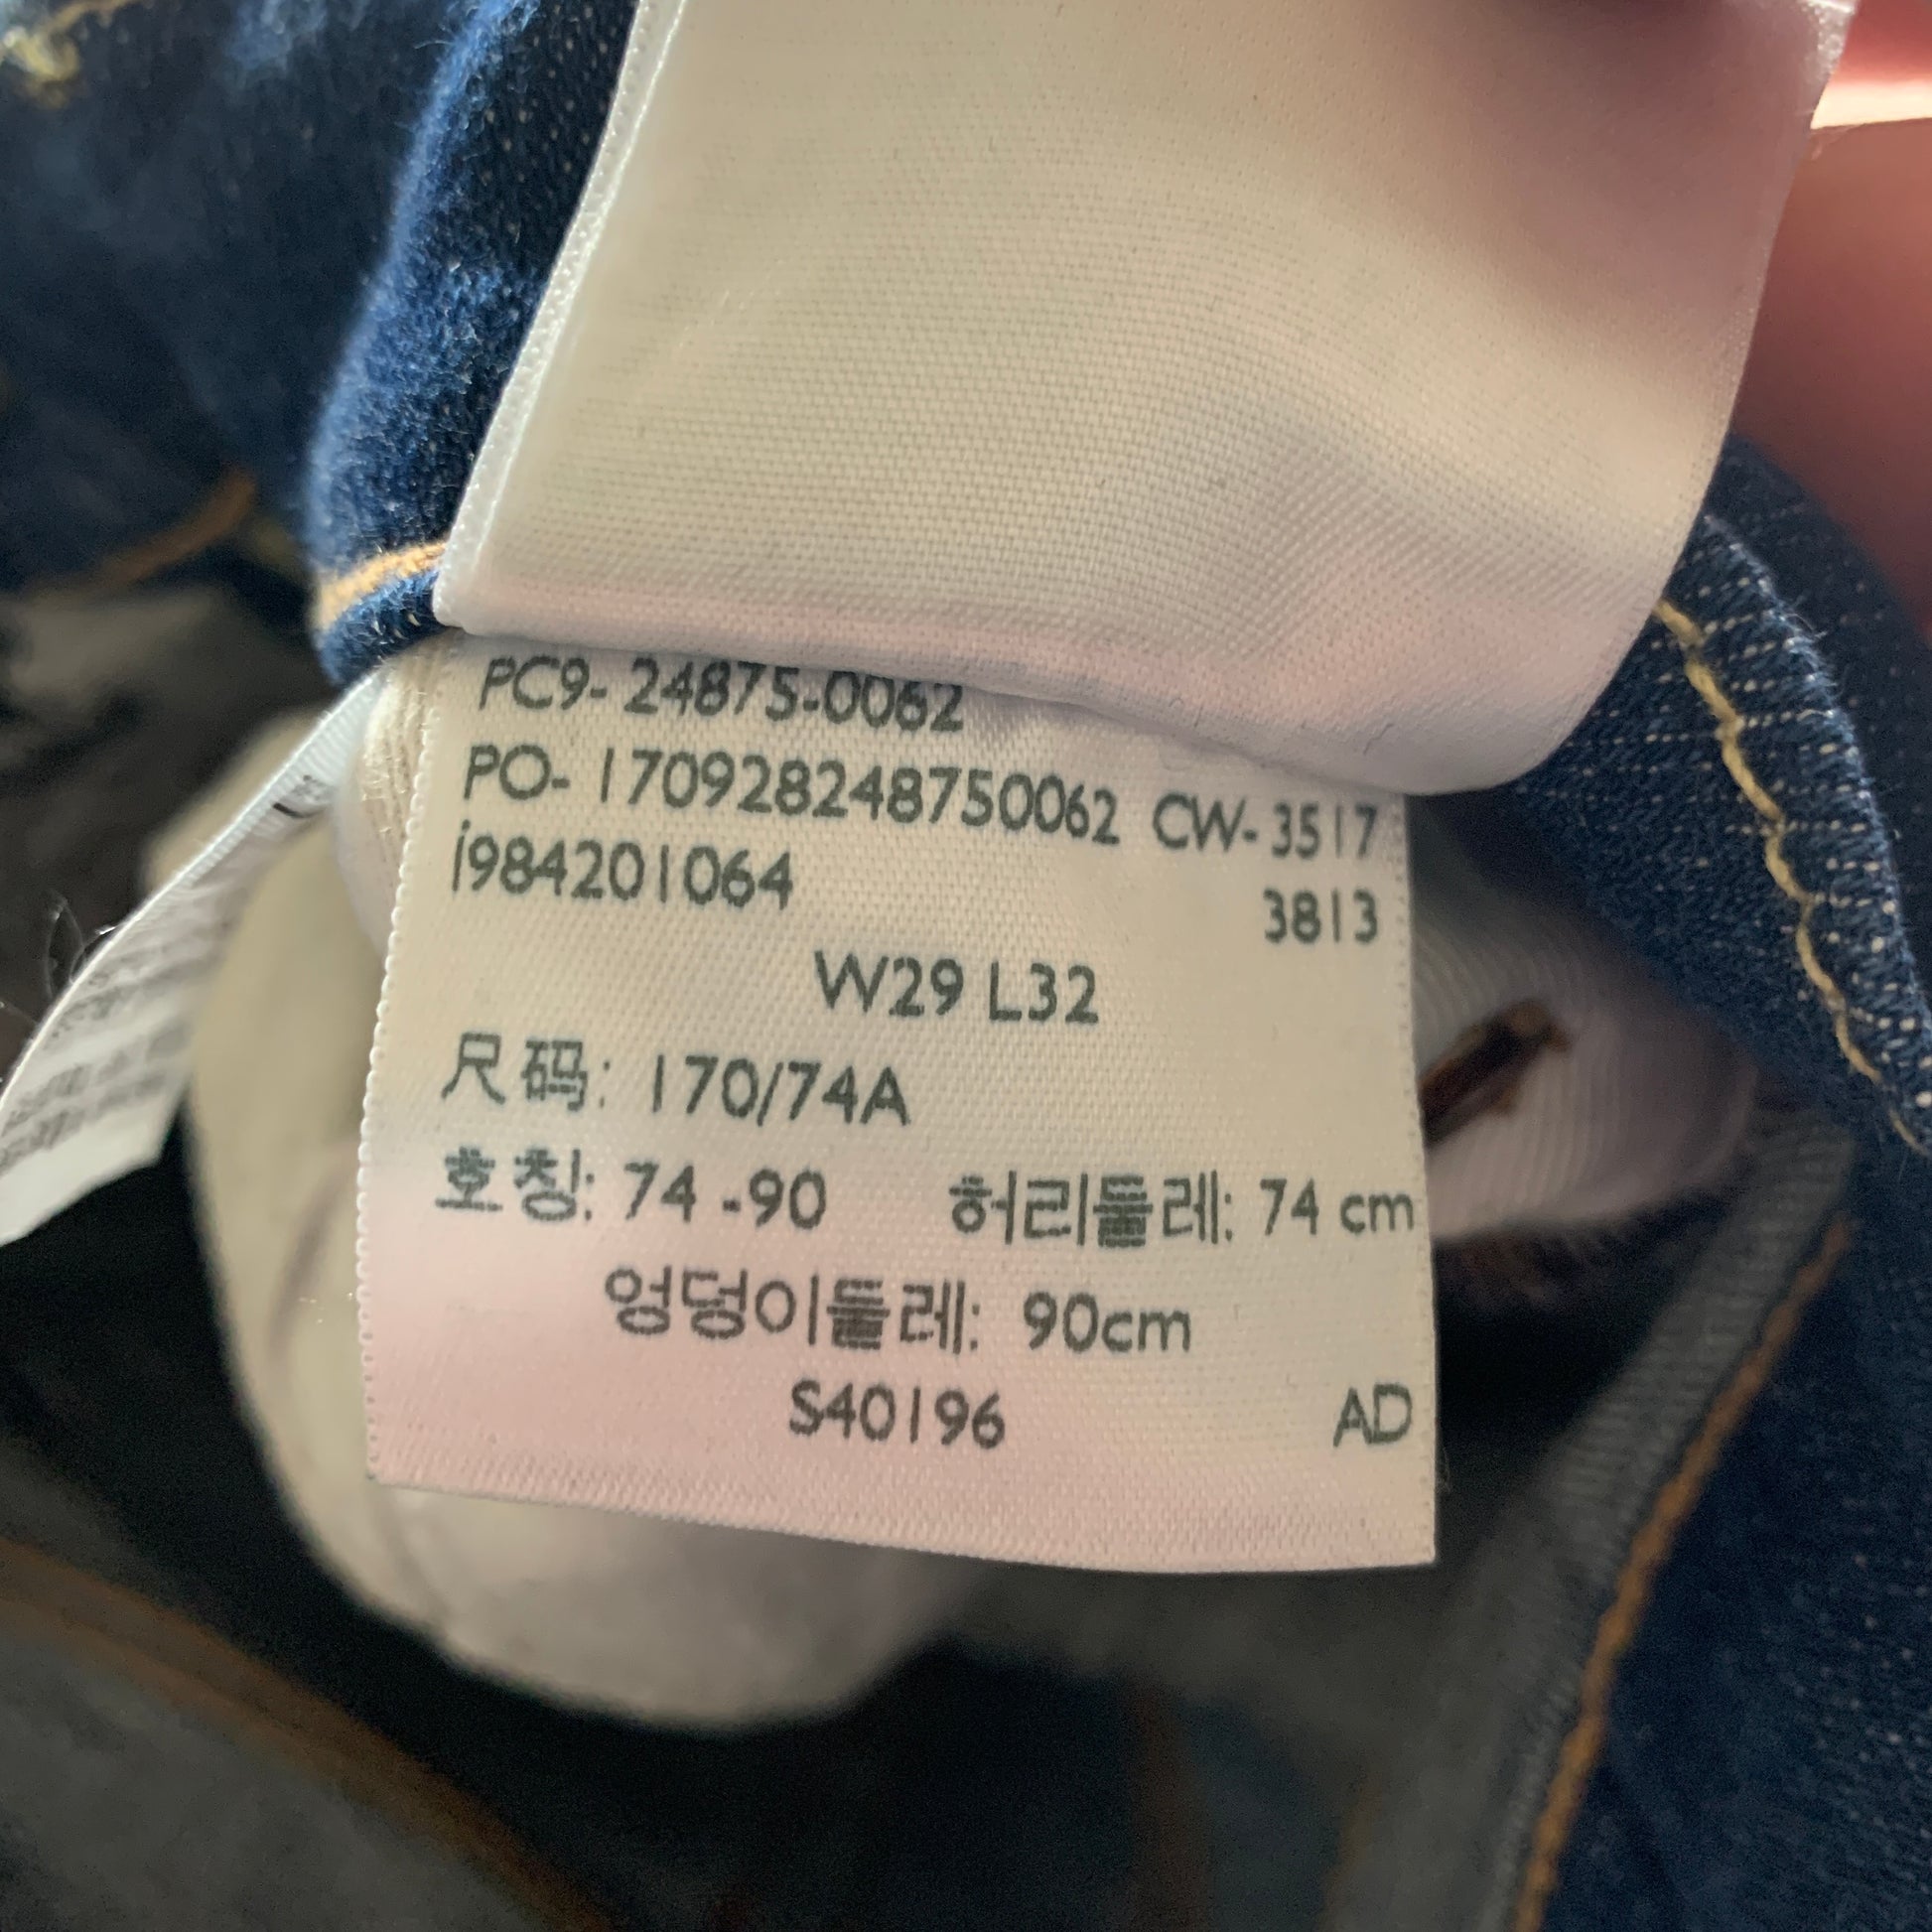 PC9- 24875-0062
PO- 170928248750062 CW- 3517
i984201064 3813
W29 L32
尺码: 170/74A
호칭: 74 -90 허리둘레: 74 cm
엉덩이둘레: 90cm
S40196 AD